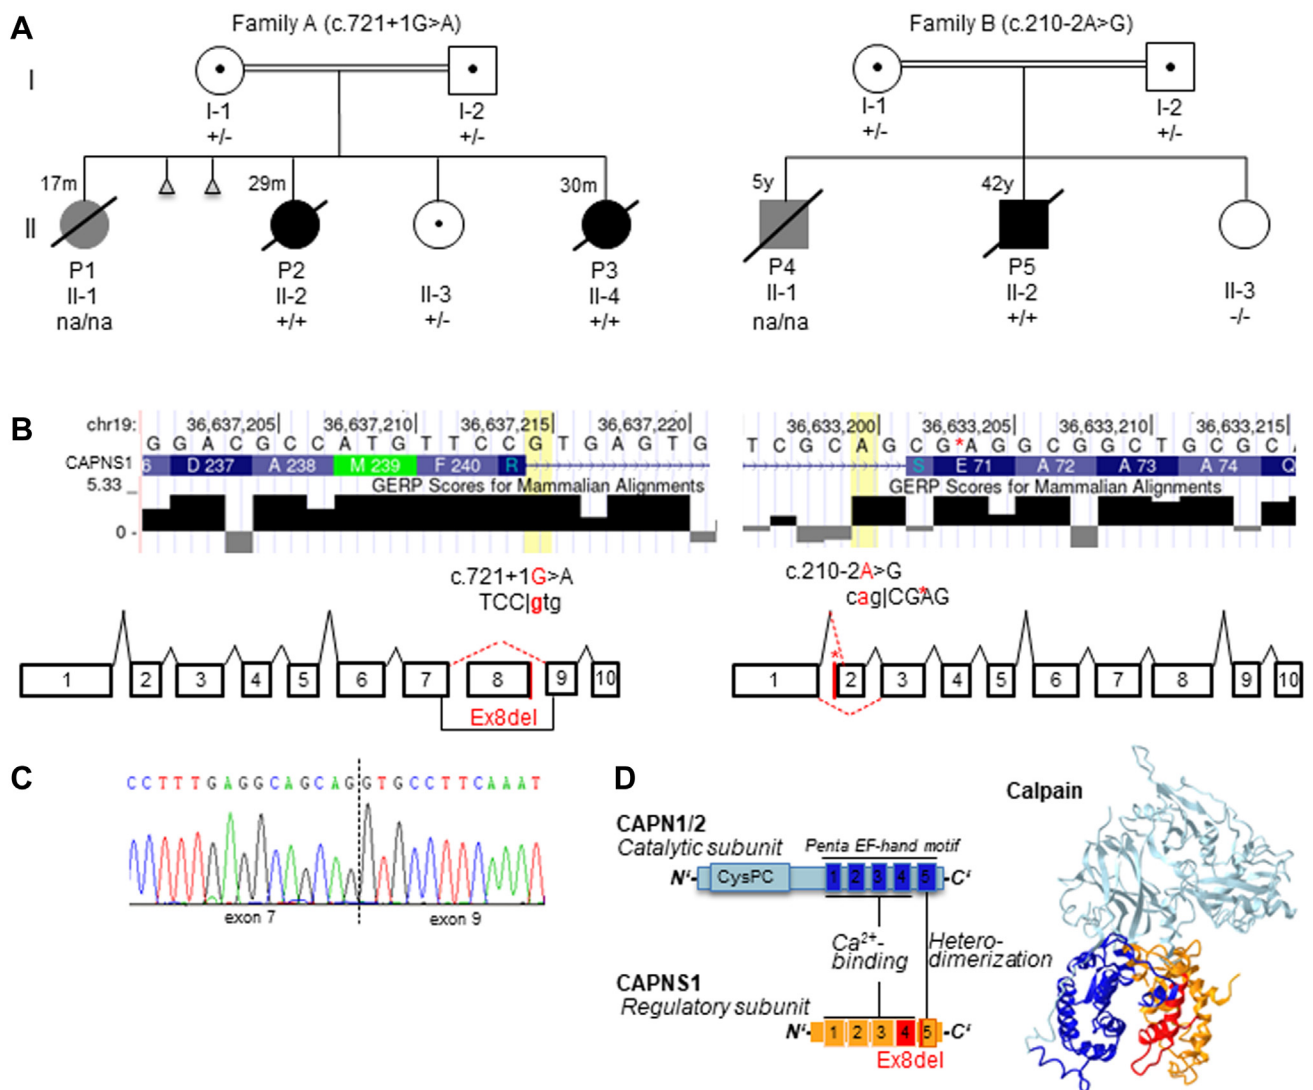 A
Family A (c.721+1G>A)
Family B (c.210-2A>G)
I
I-1
+/-
I-2
+/-
I-1
+/-
I-2
+/-
II
17m
29m
30m
5y
42y
P1
II-1
na/na
P2
II-2
+/+
II-3
+/-
P3
II-4
+/+
P4
II-1
na/na
P5
II-2
+/+
II-3
-/-
B
chr19: 36,637,205| 36,637,210| 36,637,215| 36,637,220|
G G A C G C C A T G T T C C G T G A G T G
CAPNS1 6 D 237 A 238 M 239 F 240 R
5.33
GERP Scores for Mammalian Alignments
0
36,633,200| 36,633,205| 36,633,210| 36,633,215|
T C G C A G C G * A G G C G G C T G C G C
S E 71 A 72 A 73 A 74 Q
GERP Scores for Mammalian Alignments
c.721+1G>A
TCC|gtg
c.210-2A>G
cag|CG*AG
1 2 3 4 5 6 7 8 9 10
Ex8del
*
1 2 3 4 5 6 7 8 9 10
C
C C T T T G A G G C A G C A G G T G C C T T C A A A T
exon 7 exon 9
D
Calpain
CAPN1/2
Catalytic subunit
Penta EF-hand motif
N'- CysPC 1 2 3 4 5 -C'
Ca2+-
binding
Hetero-
dimerization
CAPNS1
Regulatory subunit
N'- 1 2 3 4 5 -C'
Ex8del